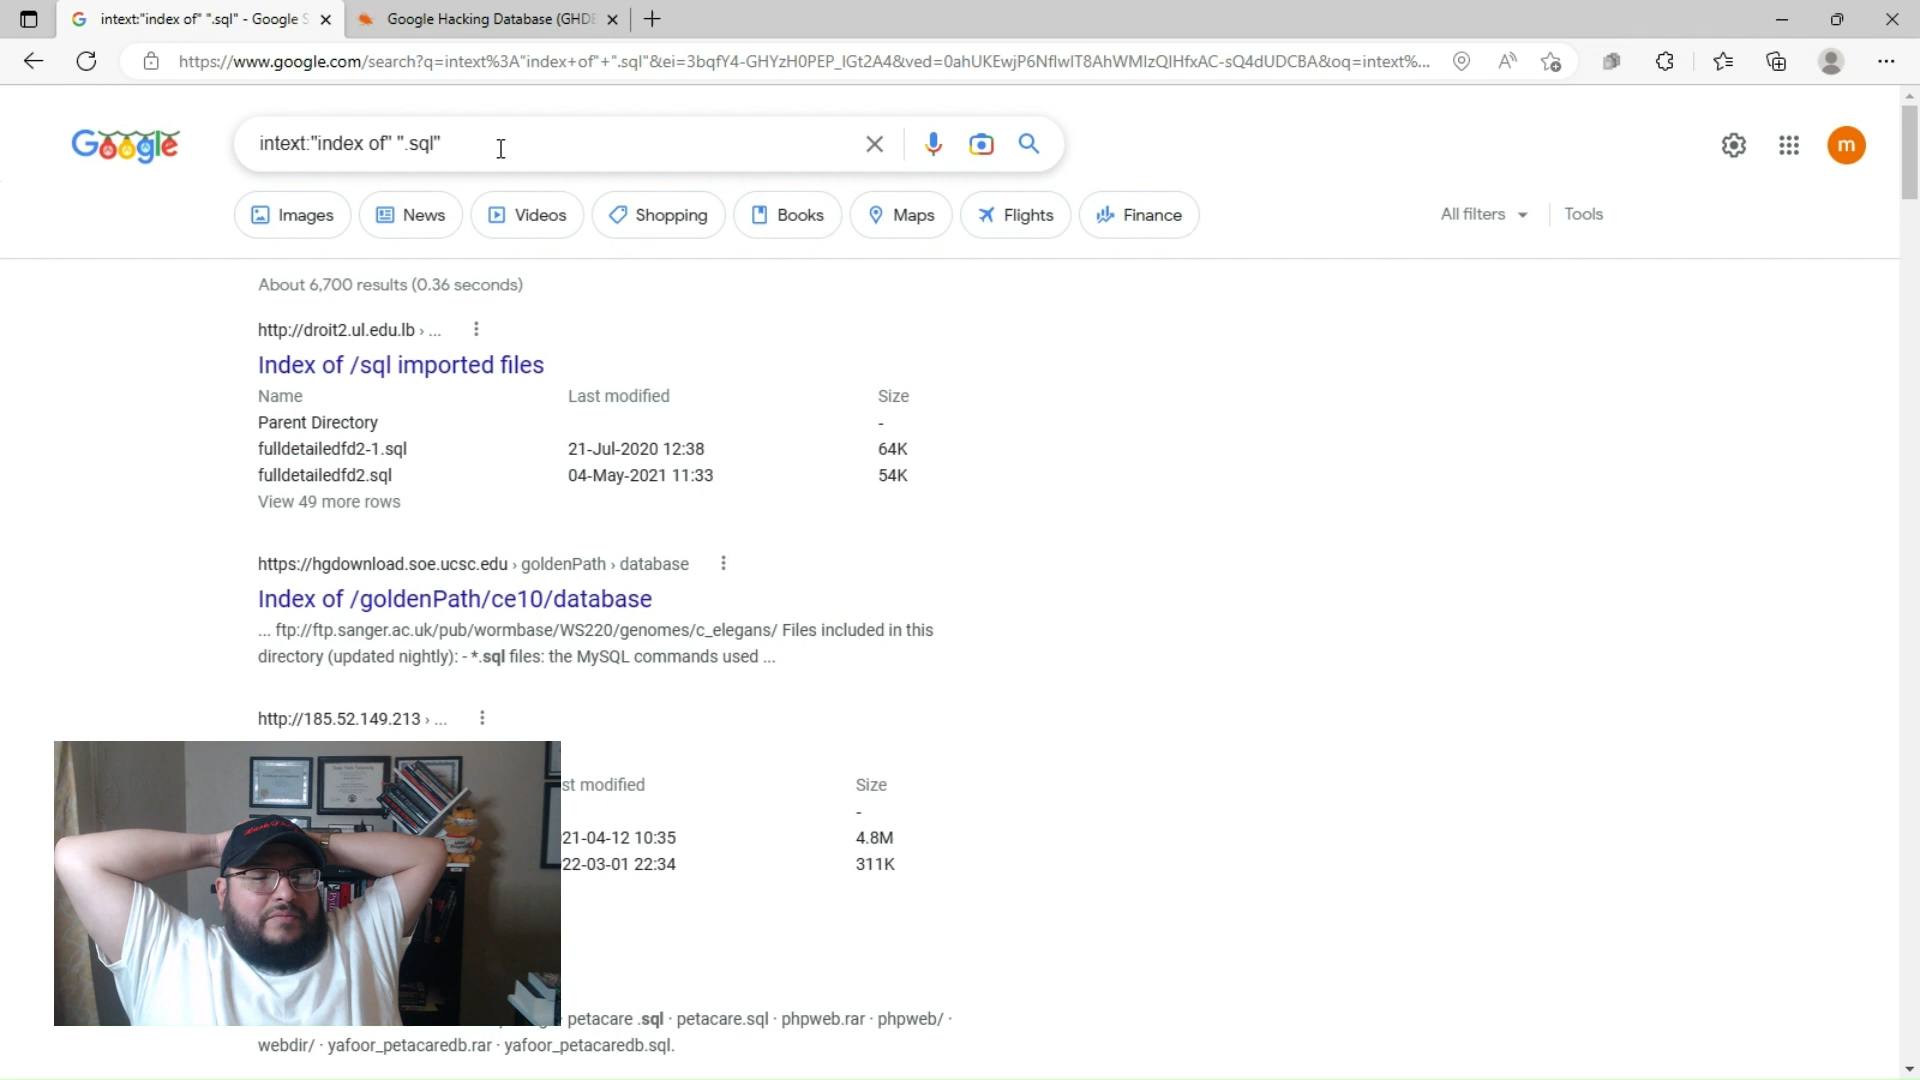 intext:"index of" ".sql" - Google S
Google Hacking Database (GHDB
https://www.google.com/search?q=intext%3A"index+of"+".sql"&ei=3bqfY4-GHYzH0PEP_IGt2A4&ved=0ahUKEwjP6NflwIT8AhWMIzQIHfxAC-sQ4dUDCBA&oq=intext%...
Google
intext:"index of" ".sql"
m
Images
News
Videos
Shopping
Books
Maps
Flights
Finance
All filters
Tools
About 6,700 results (0.36 seconds)
http://droit2.ul.edu.lb › ...
Index of /sql imported files
Name Last modified Size
Parent Directory -
fulldetailedfd2-1.sql 21-Jul-2020 12:38 64K
fulldetailedfd2.sql 04-May-2021 11:33 54K
View 49 more rows
https://hgdownload.soe.ucsc.edu › goldenPath › database
Index of /goldenPath/ce10/database
... ftp://ftp.sanger.ac.uk/pub/wormbase/WS220/genomes/c_elegans/ Files included in this
directory (updated nightly): - *.sql files: the MySQL commands used ...
http://185.52.149.213 › ...
st modified Size
-
21-04-12 10:35 4.8M
22-03-01 22:34 311K
petacare .sql · petacare.sql · phpweb.rar · phpweb/ ·
webdir/ · yafoor_petacaredb.rar · yafoor_petacaredb.sql.